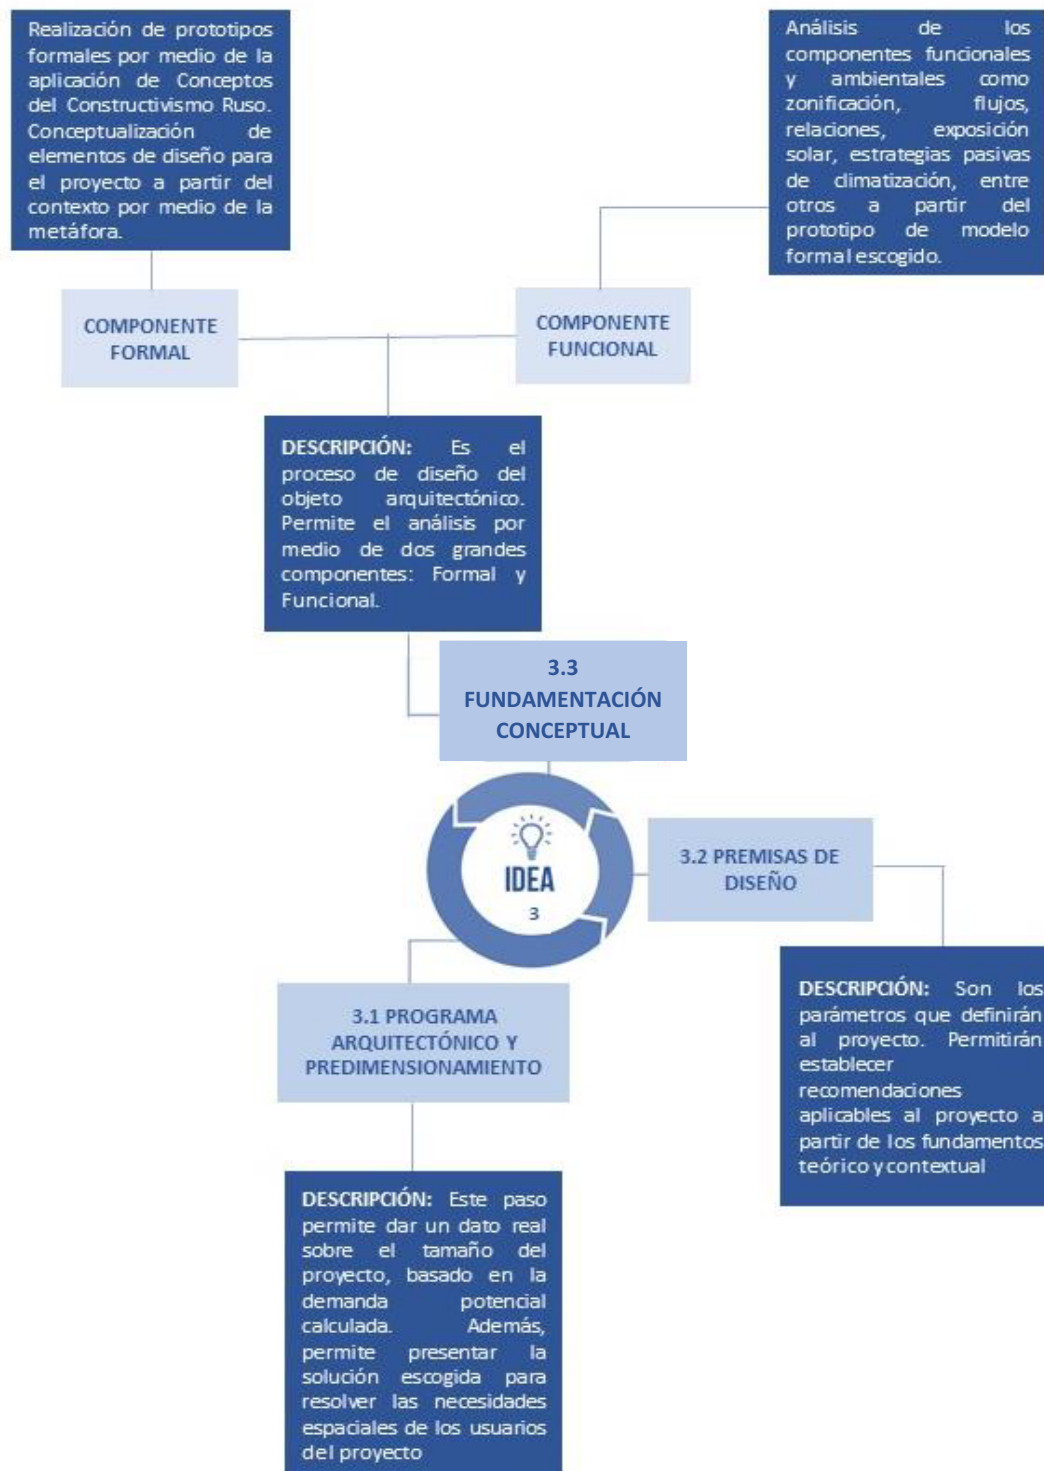 Realización de prototipos
formales por medio de la
aplicación de Conceptos
del Constructivismo Ruso.
Conceptualización de
elementos de diseño para
el proyecto a partir del
contexto por medio de la
metáfora.
Análisis de los
componentes funcionales
y ambientales como
zonificación, flujos,
relaciones, exposición
solar, estrategias pasivas
de climatización, entre
otros a partir del
prototipo de modelo
formal escogido.
COMPONENTE
FORMAL
COMPONENTE
FUNCIONAL
DESCRIPCIÓN: Es el
proceso de diseño del
objeto arquitectónico.
Permite el análisis por
medio de dos grandes
componentes: Formal y
Funcional.
3.3
FUNDAMENTACIÓN
CONCEPTUAL
IDEA
3
3.2 PREMISAS DE
DISEÑO
DESCRIPCIÓN: Son los
parámetros que definirán
al proyecto. Permitirán
establecer
recomendaciones
aplicables al proyecto a
partir de los fundamentos
teórico y contextual
3.1 PROGRAMA
ARQUITECTÓNICO Y
PREDIMENSIONAMIENTO
DESCRIPCIÓN: Este paso
permite dar un dato real
sobre el tamaño del
proyecto, basado en la
demanda potencial
calculada. Además,
permite presentar la
solución escogida para
resolver las necesidades
espaciales de los usuarios
del proyecto